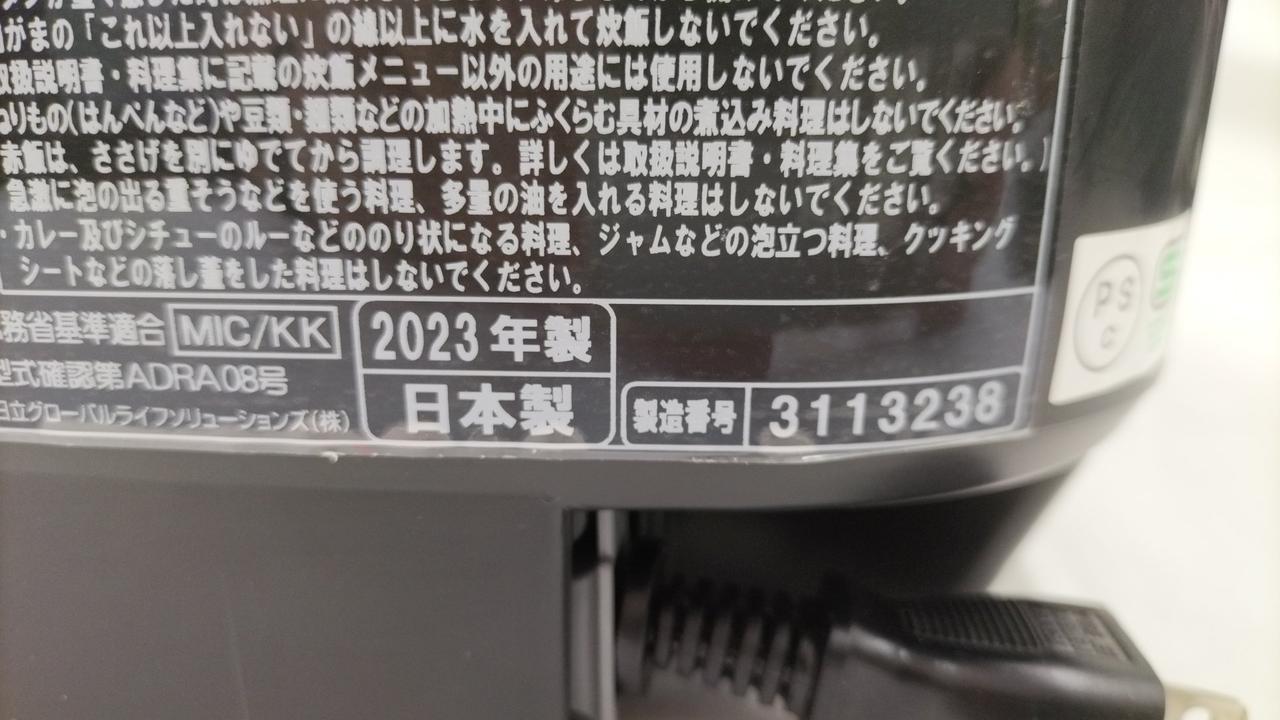 がまの「これ以上入れない」の線以上に水を入れて炊飯しないでください。
取扱説明書・料理集に記載の炊飯メニュー以外の用途には使用しないでください。
ねりもの(はんぺんなど)や豆類・麺類などの加熱中にふくらむ具材の煮込み料理はしないでください。
赤飯は、ささげを別にゆでてから調理します。詳しくは取扱説明書・料理集をご覧ください。)
急激に泡の出る重そうなどを使う料理、多量の油を入れる料理はしないでください。
・カレー及びシチューのルーなどののり状になる料理、ジャムなどの泡立つ料理、クッキング
シートなどの落し蓋をした料理はしないでください。
務省基準適合 MIC/KK
型式確認第ADRA08号
日立グローバルライフソリューションズ(株)
2023年製
日本製
製造番号 3113238
PS
C